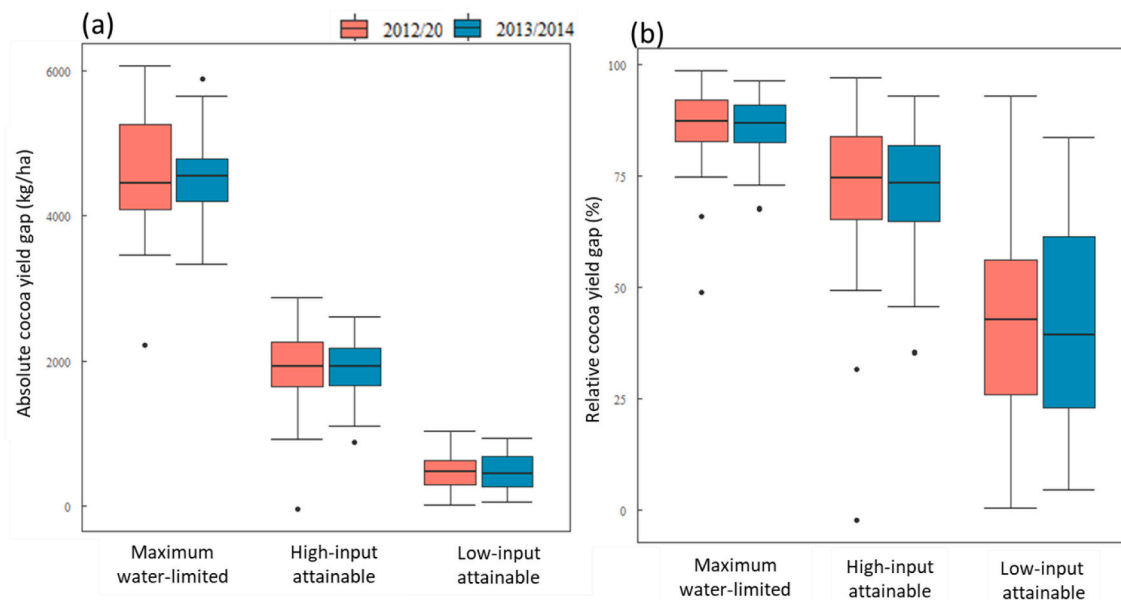 (a)
2012/20
2013/2014
Absolute cocoa yield gap (kg/ha)
6000
4000
2000
0
Maximum
water-limited
High-input
attainable
Low-input
attainable
(b)
Relative cocoa yield gap (%)
100
75
50
25
0
Maximum
water-limited
High-input
attainable
Low-input
attainable